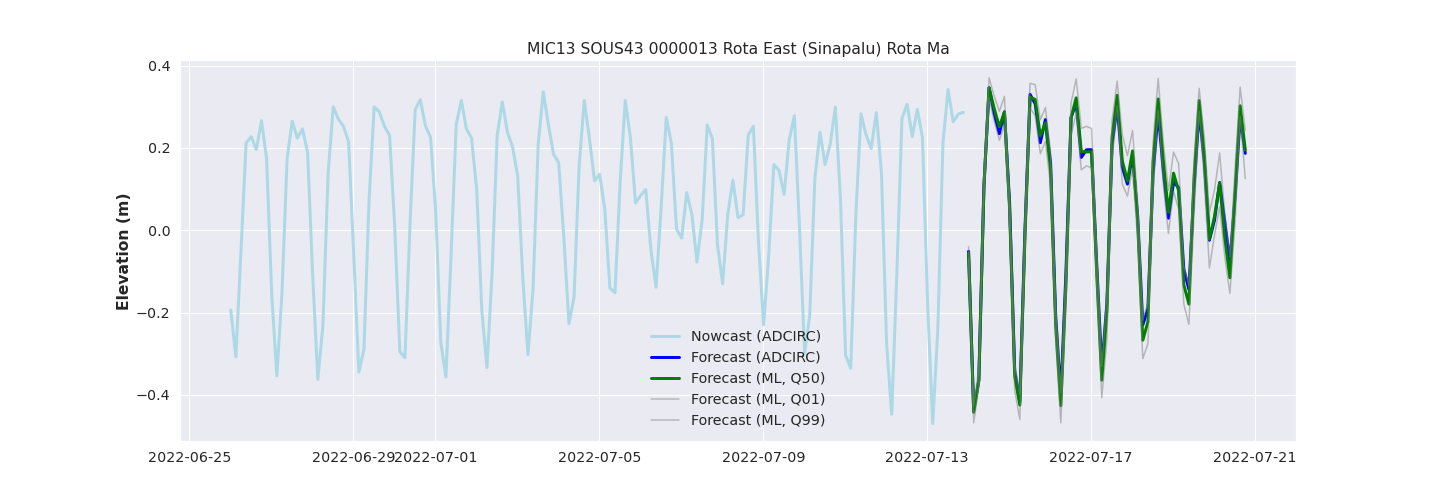 MIC13 SOUS43 0000013 Rota East (Sinapalu) Rota Ma
Elevation (m)
0.4
0.2
0.0
−0.2
−0.4
Nowcast (ADCIRC)
Forecast (ADCIRC)
Forecast (ML, Q50)
Forecast (ML, Q01)
Forecast (ML, Q99)
2022-06-25 2022-06-29 2022-07-01 2022-07-05 2022-07-09 2022-07-13 2022-07-17 2022-07-21